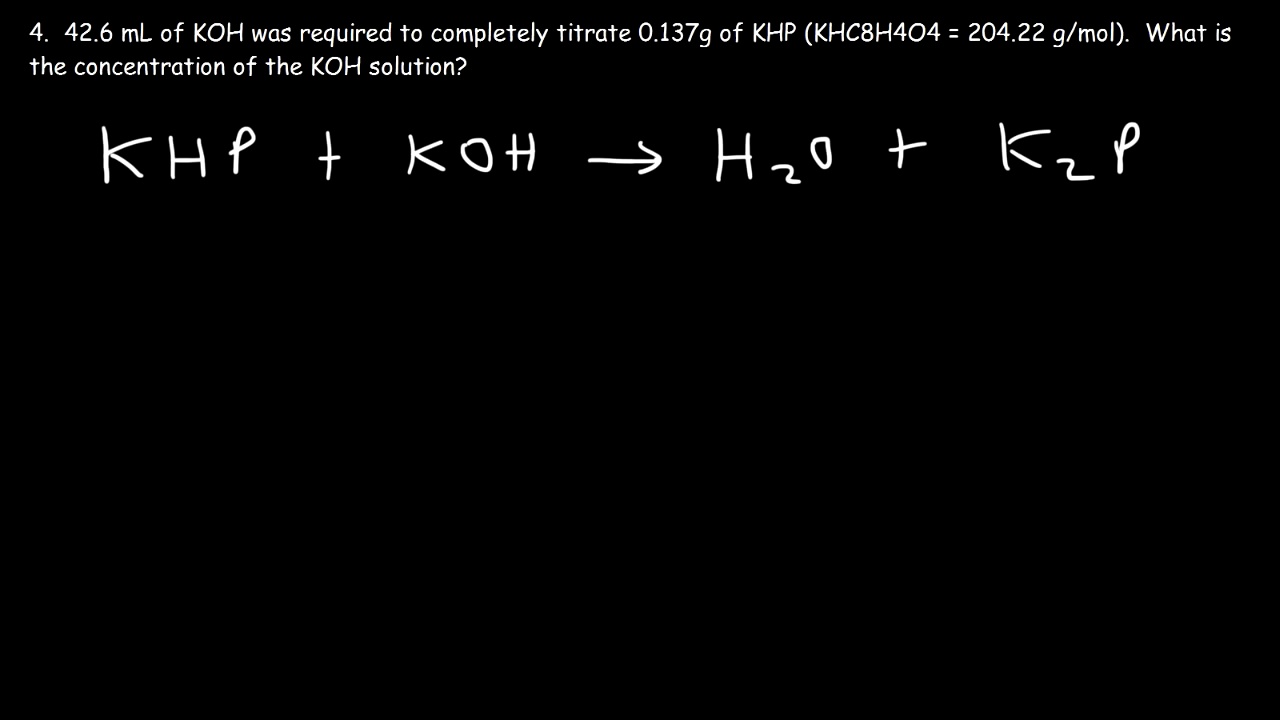 4. 42.6 mL of KOH was required to completely titrate 0.137g of KHP (KHC8H4O4 = 204.22 g/mol). What is
the concentration of the KOH solution?
KHP + KOH → H₂O + K₂P